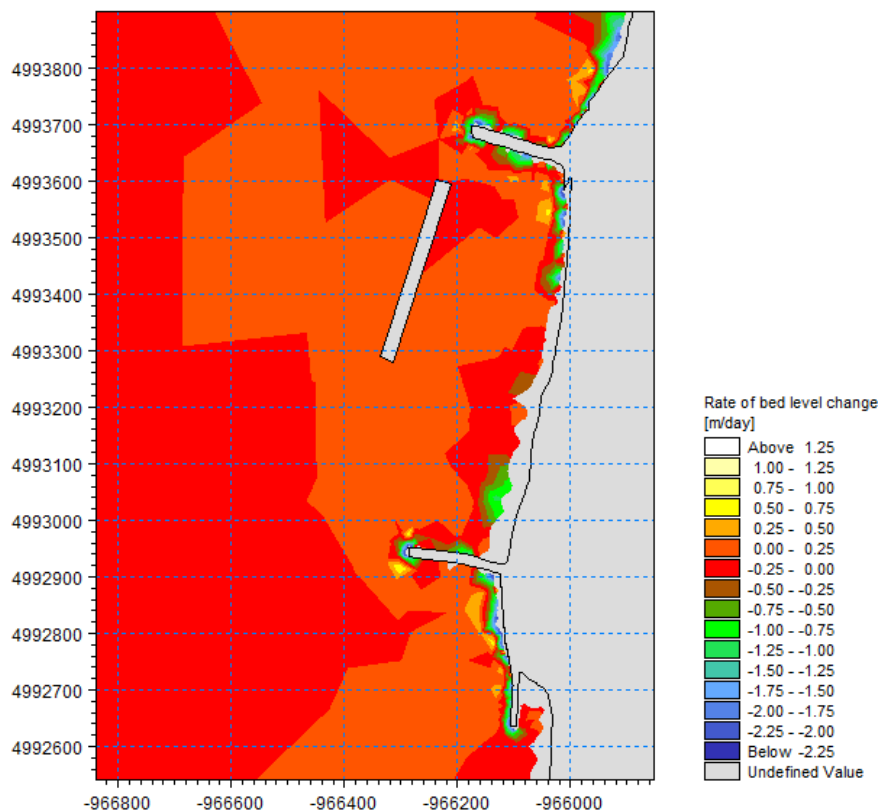 4993800
4993700
4993600
4993500
4993400
4993300
4993200
4993100
4993000
4992900
4992800
4992700
4992600
-966800 -966600 -966400 -966200 -966000
Rate of bed level change
[m/day]
Above 1.25
1.00 - 1.25
0.75 - 1.00
0.50 - 0.75
0.25 - 0.50
0.00 - 0.25
-0.25 - 0.00
-0.50 - -0.25
-0.75 - -0.50
-1.00 - -0.75
-1.25 - -1.00
-1.50 - -1.25
-1.75 - -1.50
-2.00 - -1.75
-2.25 - -2.00
Below -2.25
Undefined Value